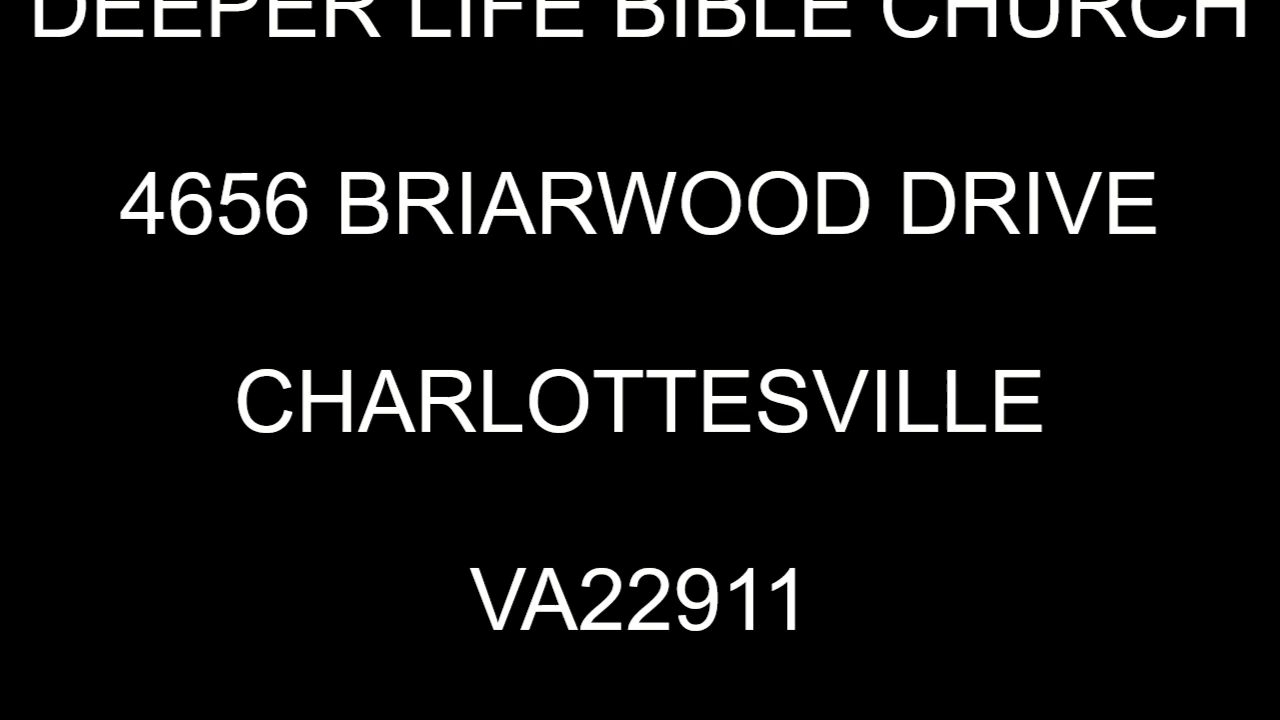 DEEPER LIFE BIBLE CHURCH
4656 BRIARWOOD DRIVE
CHARLOTTESVILLE
VA22911